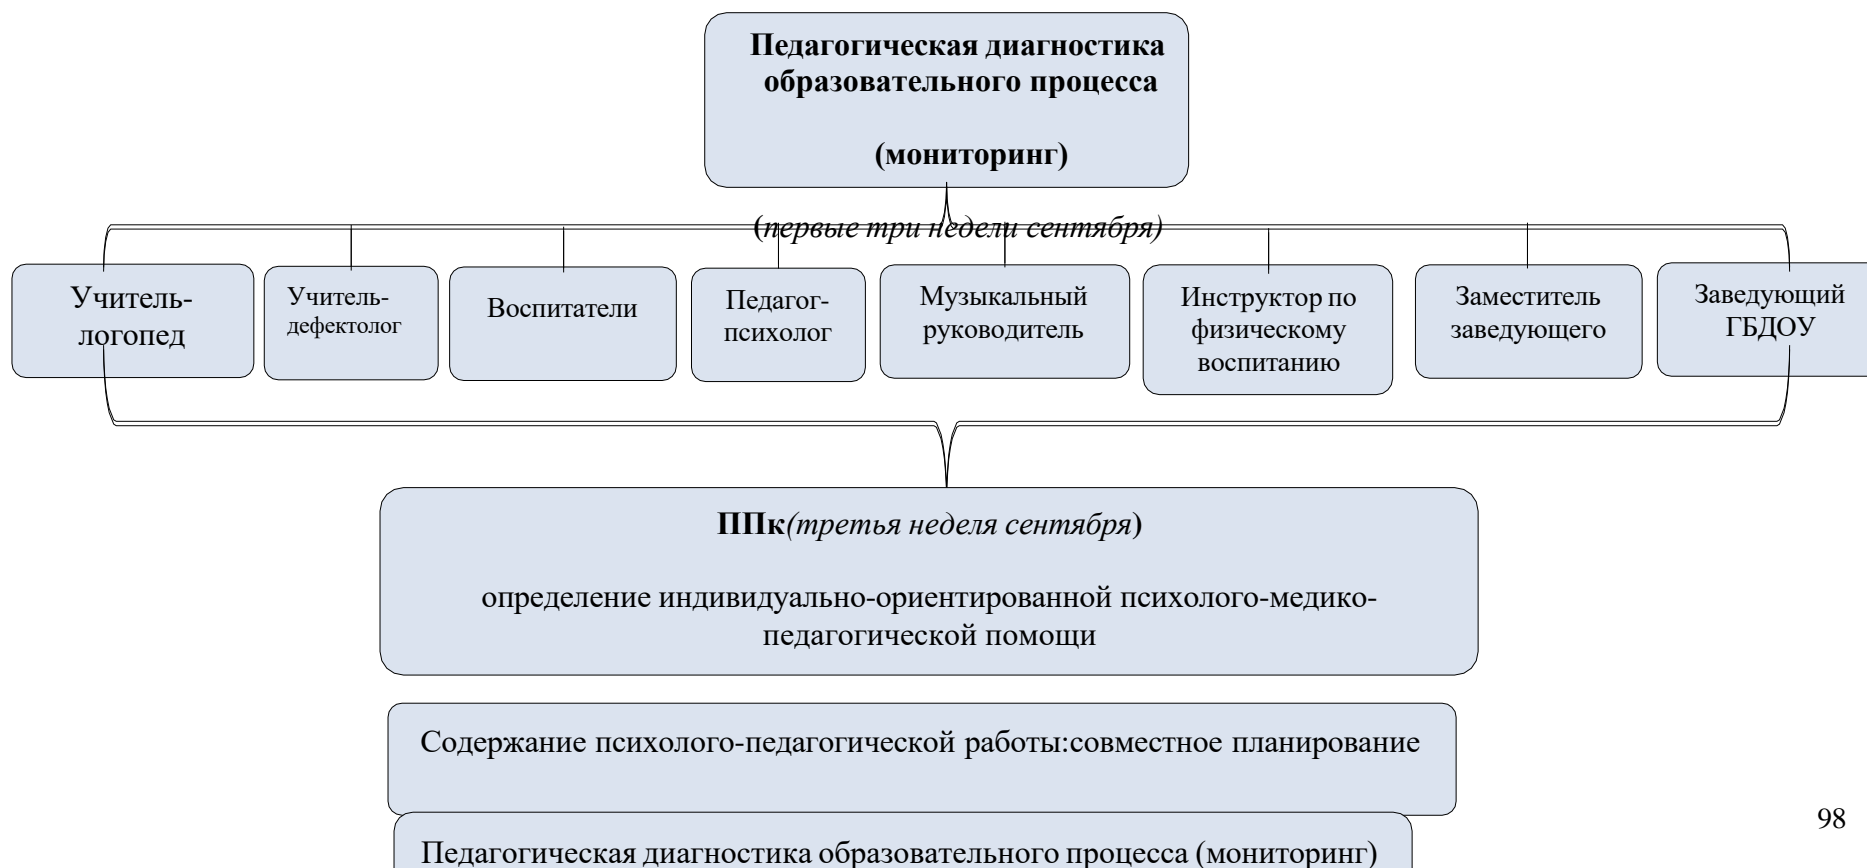 Педагогическая диагностика
образовательного процесса
(мониторинг)
(первые три недели сентября)
Учитель-
логопед
Учитель-
дефектолог
Воспитатели
Педагог-
психолог
Музыкальный
руководитель
Инструктор по
физическому
воспитанию
Заместитель
заведующего
Заведующий
ГБДОУ
ППк(третья неделя сентября)
определение индивидуально-ориентированной психолого-медико-
педагогической помощи
Содержание психолого-педагогической работы:совместное планирование
98
Педагогическая диагностика образовательного процесса (мониторинг)